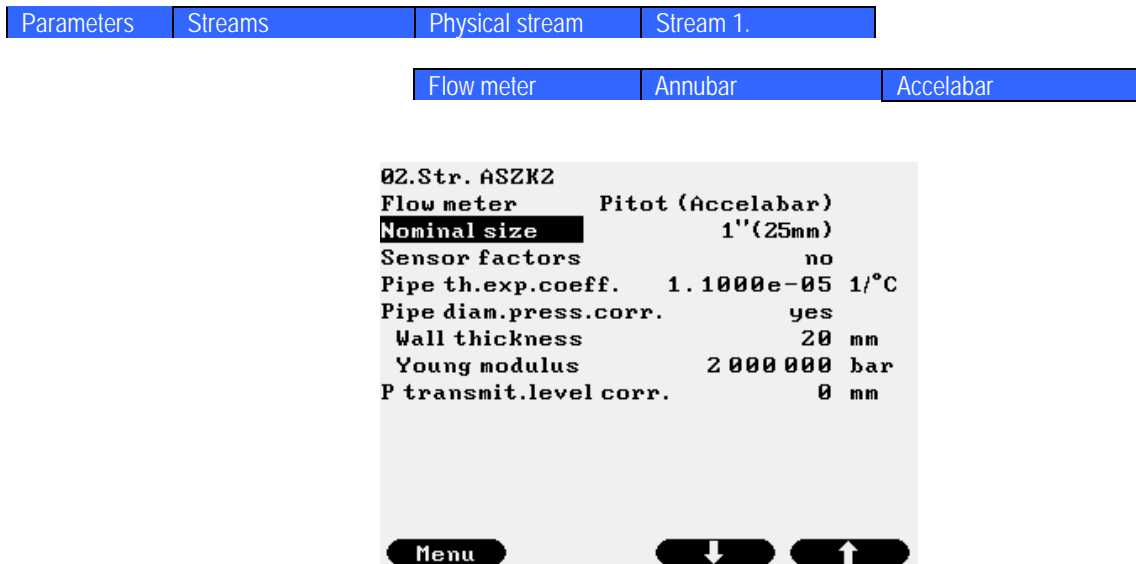 Parameters Streams Physical stream Stream 1.
Flow meter Annubar Accelabar
02.Str. ASZK2
Flow meter Pitot (Accelabar)
Nominal size 1''(25mm)
Sensor factors no
Pipe th.exp.coeff. 1.1000e-05 1/°C
Pipe diam.press.corr. yes
Wall thickness 20 mm
Young modulus 2 000 000 bar
P transmit.level corr. 0 mm
Menu ↓ ↑